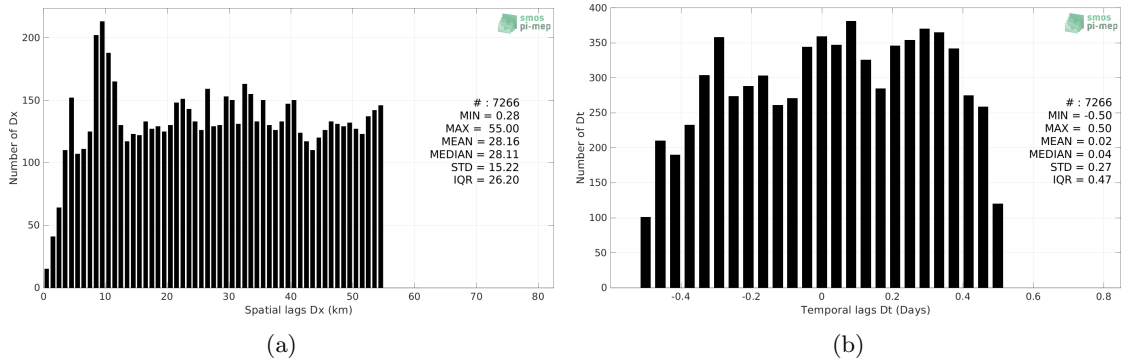 smos
pi-mep
200
150
100
50
0
Number of Dx
# : 7266
MIN = 0.28
MAX = 55.00
MEAN = 28.16
MEDIAN = 28.11
STD = 15.22
IQR = 26.20
0 10 20 30 40 50 60 70 80
Spatial lags Dx (km)
(a)
smos
pi-mep
400
350
300
250
200
150
100
50
0
Number of Dt
# : 7266
MIN = -0.50
MAX = 0.50
MEAN = 0.02
MEDIAN = 0.04
STD = 0.27
IQR = 0.47
-0.4 -0.2 0 0.2 0.4 0.6 0.8
Temporal lags Dt (Days)
(b)